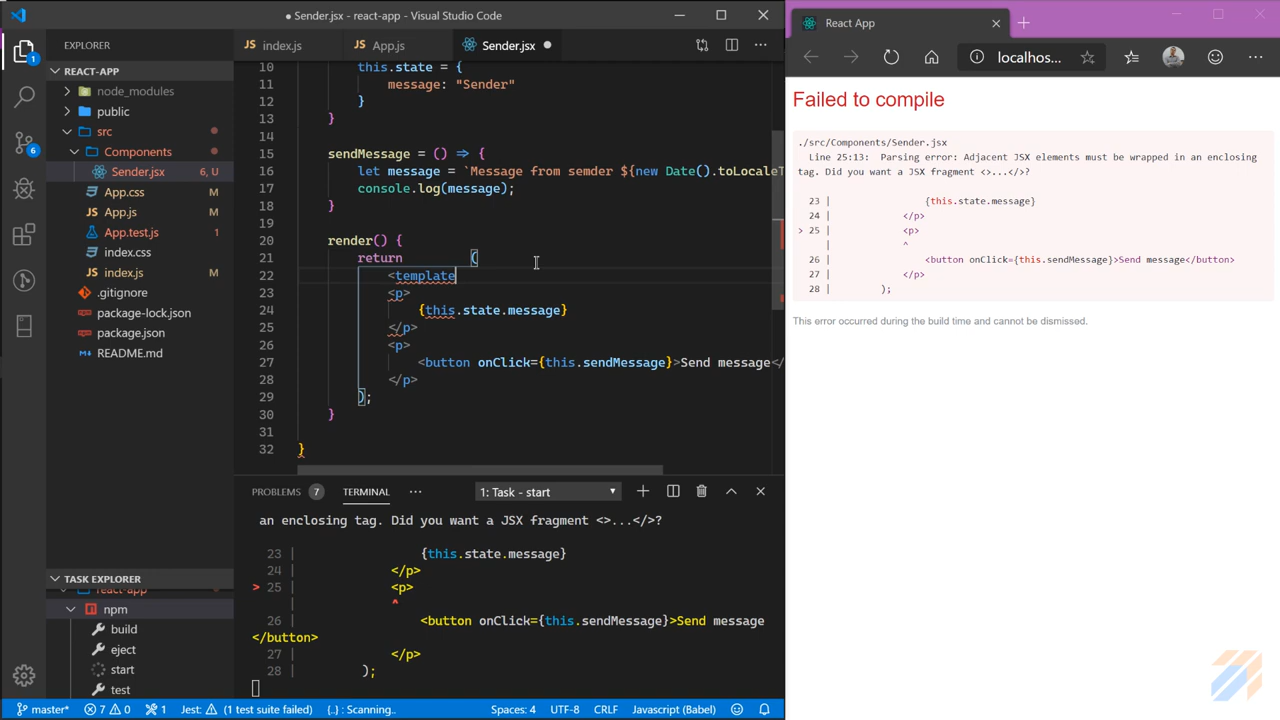 ● Sender.jsx - react-app - Visual Studio Code
EXPLORER
REACT-APP
node_modules
public
src
Components
Sender.jsx 6, U
App.css M
App.js M
App.test.js M
index.css
index.js M
.gitignore
package-lock.json
package.json
README.md
TASK EXPLORER
react-app
npm
build
eject
start
test
1
6
index.js
App.js
Sender.jsx ●
10 this.state = {
11 message: "Sender"
12 }
13 }
14
15 sendMessage = () => {
16 let message = `Message from semder ${new Date().toLocaleT
17 console.log(message);
18 }
19
20 render() {
21 return (
22 <template
23 <p>
24 {this.state.message}
25 </p>
26 <p>
27 <button onClick={this.sendMessage}>Send message</
28 </p>
29 );
30 }
31
32 }
PROBLEMS 7 TERMINAL ··· 1: Task - start
an enclosing tag. Did you want a JSX fragment <>...</>?
23 | {this.state.message}
24 | </p>
> 25 | <p>
| ^
26 | <button onClick={this.sendMessage}>Send message
</button>
27 | </p>
28 | );
master* 7 0 1 Jest: (1 test suite failed) {..} : Scanning.. Spaces: 4 UTF-8 CRLF Javascript (Babel)
React App
localhos...
Failed to compile
./src/Components/Sender.jsx
Line 25:13: Parsing error: Adjacent JSX elements must be wrapped in an enclosing
tag. Did you want a JSX fragment <>...</>?
23 | {this.state.message}
24 | </p>
> 25 | <p>
| ^
26 | <button onClick={this.sendMessage}>Send message</button>
27 | </p>
28 | );
This error occurred during the build time and cannot be dismissed.